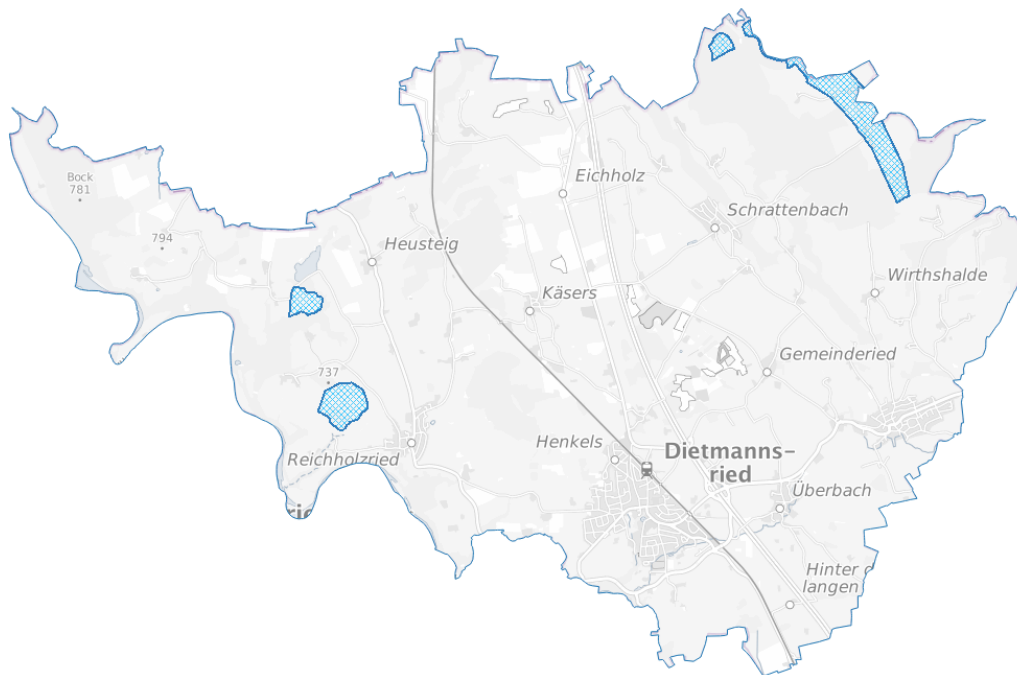 Bock
781
794
Heusteig
Eichholz
Schrattenbach
Wirthshalde
Käsers
Gemeinderied
737
Reichholzried
Henkels
Dietmanns-
ried
Überbach
Hinter
langen